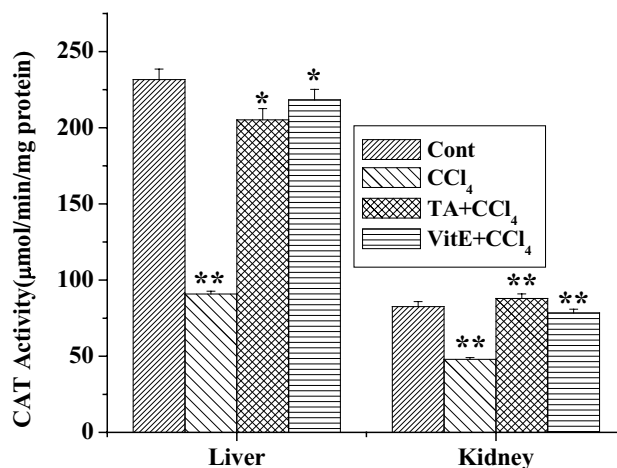 CAT Activity(μmol/min/mg protein)
250
200
150
100
50
0
*
*
**
**
**
**
Cont
CCl₄
TA+CCl₄
VitE+CCl₄
Liver
Kidney